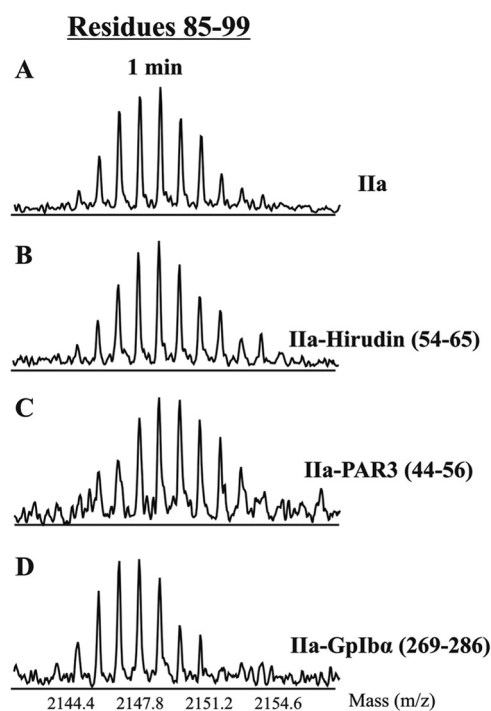 Residues 85-99
A
1 min
IIa
B
IIa-Hirudin (54-65)
C
IIa-PAR3 (44-56)
D
IIa-GpIbα (269-286)
2144.4 2147.8 2151.2 2154.6 Mass (m/z)